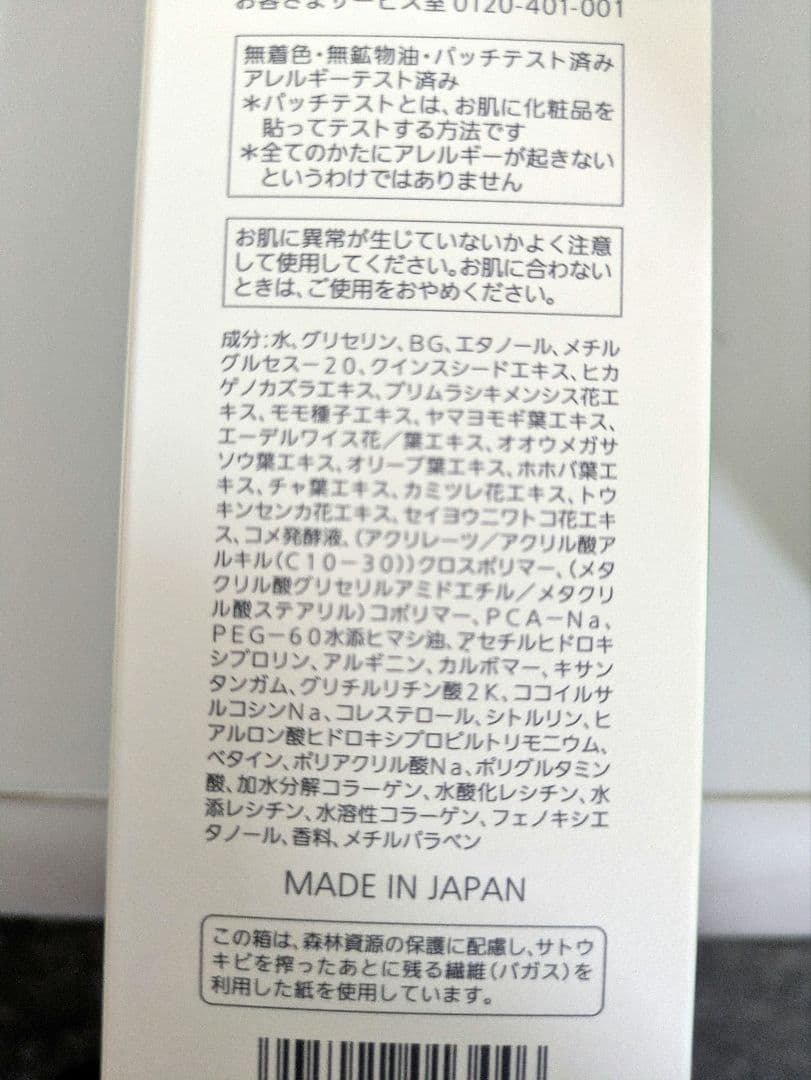 お客さまサービス室 0120-401-001
無着色・無鉱物油・パッチテスト済み
アレルギーテスト済み
＊パッチテストとは、お肌に化粧品を
貼ってテストする方法です
＊全てのかたにアレルギーが起きない
というわけではありません
お肌に異常が生じていないかよく注意
して使用してください。お肌に合わない
ときは、ご使用をおやめください。
成分：水、グリセリン、BG、エタノール、メチル
グルセスー20、クインスシードエキス、ヒカ
ゲノカズラエキス、プリムラシキメンシス花エ
キス、モモ種子エキス、ヤマヨモギ葉エキス、
エーデルワイス花／葉エキス、オオウメガサ
ソウ葉エキス、オリーブ葉エキス、ホホバ葉エ
キス、チャ葉エキス、カミツレ花エキス、トウ
キンセンカ花エキス、セイヨウニワトコ花エキ
ス、コメ発酵液、（アクリレーツ／アクリル酸ア
ルキル（C10－30））クロスポリマー、（メタ
クリル酸グリセリルアミドエチル／メタクリ
ル酸ステアリル）コポリマー、PCA－Na、
PEG－60水添ヒマシ油、アセチルヒドロキ
シプロリン、アルギニン、カルボマー、キサン
タンガム、グリチルリチン酸2K、ココイルサ
ルコシンNa、コレステロール、シトルリン、ヒ
アルロン酸ヒドロキシプロピルトリモニウム、
ベタイン、ポリアクリル酸Na、ポリグルタミン
酸、加水分解コラーゲン、水酸化レシチン、水
添レシチン、水溶性コラーゲン、フェノキシエ
タノール、香料、メチルパラベン
MADE IN JAPAN
この箱は、森林資源の保護に配慮し、サトウ
キビを搾ったあとに残る繊維（バガス）を
利用した紙を使用しています。